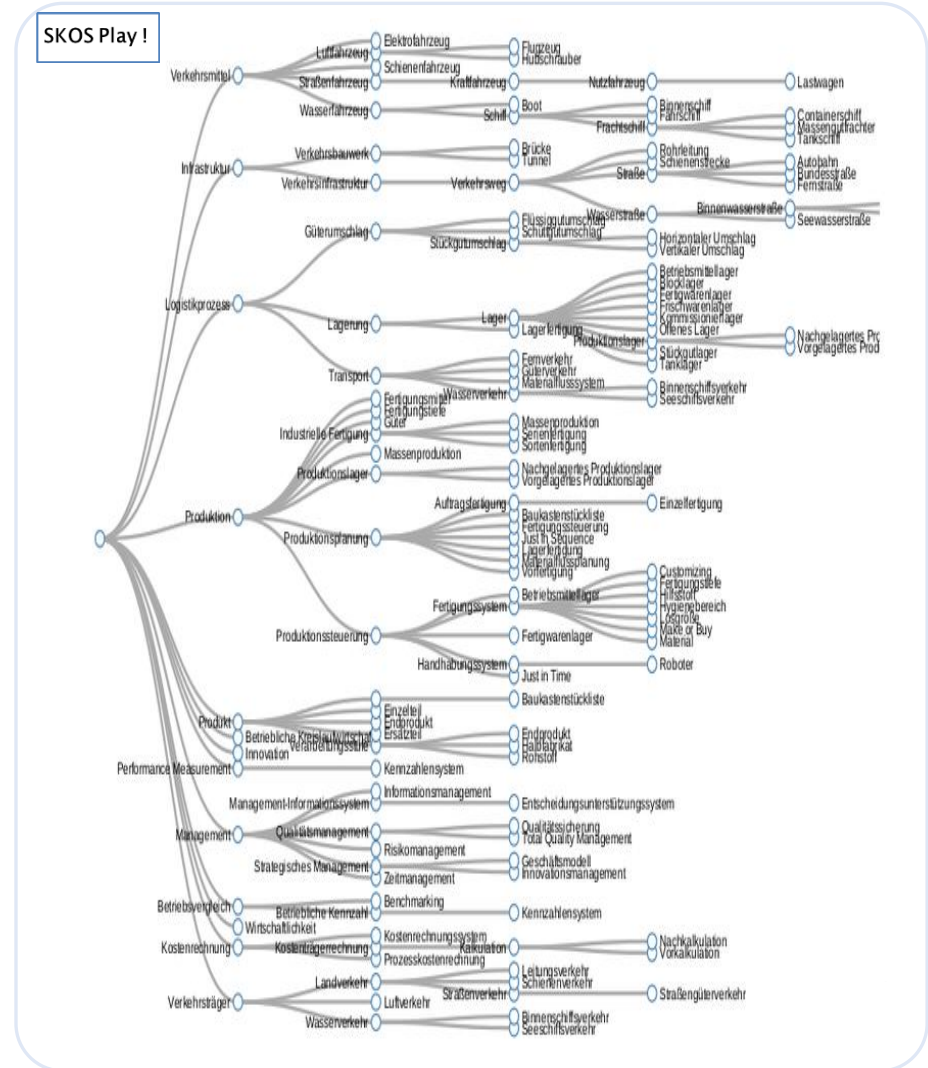 SKOS Play !
Verkehrsmittel
Elektrofahrzeug
Luftfahrzeug
Flugzeug
Hubschrauber
Schienenfahrzeug
Straßenfahrzeug
Kraftfahrzeug
Nutzfahrzeug
Lastwagen
Wasserfahrzeug
Boot
Schiff
Binnenschiff
Fährschiff
Frachtschiff
Containerschiff
Massengutfrachter
Tankschiff
Infrastruktur
Verkehrsbauwerk
Brücke
Tunnel
Verkehrsinfrastruktur
Verkehrsweg
Rohrleitung
Schienenstrecke
Straße
Autobahn
Bundesstraße
Fernstraße
Wasserstraße
Binnenwasserstraße
Seewasserstraße
Logistikprozess
Güterumschlag
Flüssiggutumschlag
Schüttgutumschlag
Stückgutumschlag
Horizontaler Umschlag
Vertikaler Umschlag
Lagerung
Lager
Betriebsmittellager
Blocklager
Fertigwarenlager
Frischwarenlager
Kommissionierlager
Offenes Lager
Produktionslager
Nachgelagertes Prc
Vorgelagertes Prod
Stückgutlager
Tanklager
Lagerfertigung
Transport
Fernverkehr
Güterverkehr
Materialflusssystem
Wasserverkehr
Binnenschiffsverkehr
Seeschiffsverkehr
Produktion
Fertigungsmittel
Fertigungstiefe
Güter
Industrielle Fertigung
Massenproduktion
Serienfertigung
Sortenfertigung
Massenproduktion
Produktionslager
Nachgelagertes Produktionslager
Vorgelagertes Produktionslager
Produktionsplanung
Auftragsfertigung
Einzelfertigung
Baukastenstückliste
Fertigungssteuerung
Just in Sequence
Lagerfertigung
Materialflussplanung
Vorfertigung
Produktionssteuerung
Betriebsmittellager
Fertigungssystem
Customizing
Fertigungstiefe
Hilfsstoff
Hygienebereich
Losgröße
Make or Buy
Material
Fertigwarenlager
Handhabungssystem
Roboter
Just in Time
Produkt
Baukastenstückliste
Einzelteil
Endprodukt
Ersatzteil
Verarbeitungsstufe
Endprodukt
Halbfabrikat
Rohstoff
Betriebliche Kreislaufwirtschaf
Innovation
Performance Measurement
Kennzahlensystem
Management
Informationsmanagement
Management-Informationssystem
Entscheidungsunterstützungssystem
Qualitätsmanagement
Qualitätssicherung
Total Quality Management
Risikomanagement
Strategisches Management
Geschäftsmodell
Innovationsmanagement
Zeitmanagement
Betriebsvergleich
Benchmarking
Betriebliche Kennzahl
Kennzahlensystem
Wirtschaftlichkeit
Kostenrechnung
Kostenrechnungssystem
Kostenträgerrechnung
Kalkulation
Nachkalkulation
Vorkalkulation
Prozesskostenrechnung
Verkehrsträger
Landverkehr
Leitungsverkehr
Schienenverkehr
Straßenverkehr
Straßengüterverkehr
Luftverkehr
Wasserverkehr
Binnenschiffsverkehr
Seeschiffsverkehr